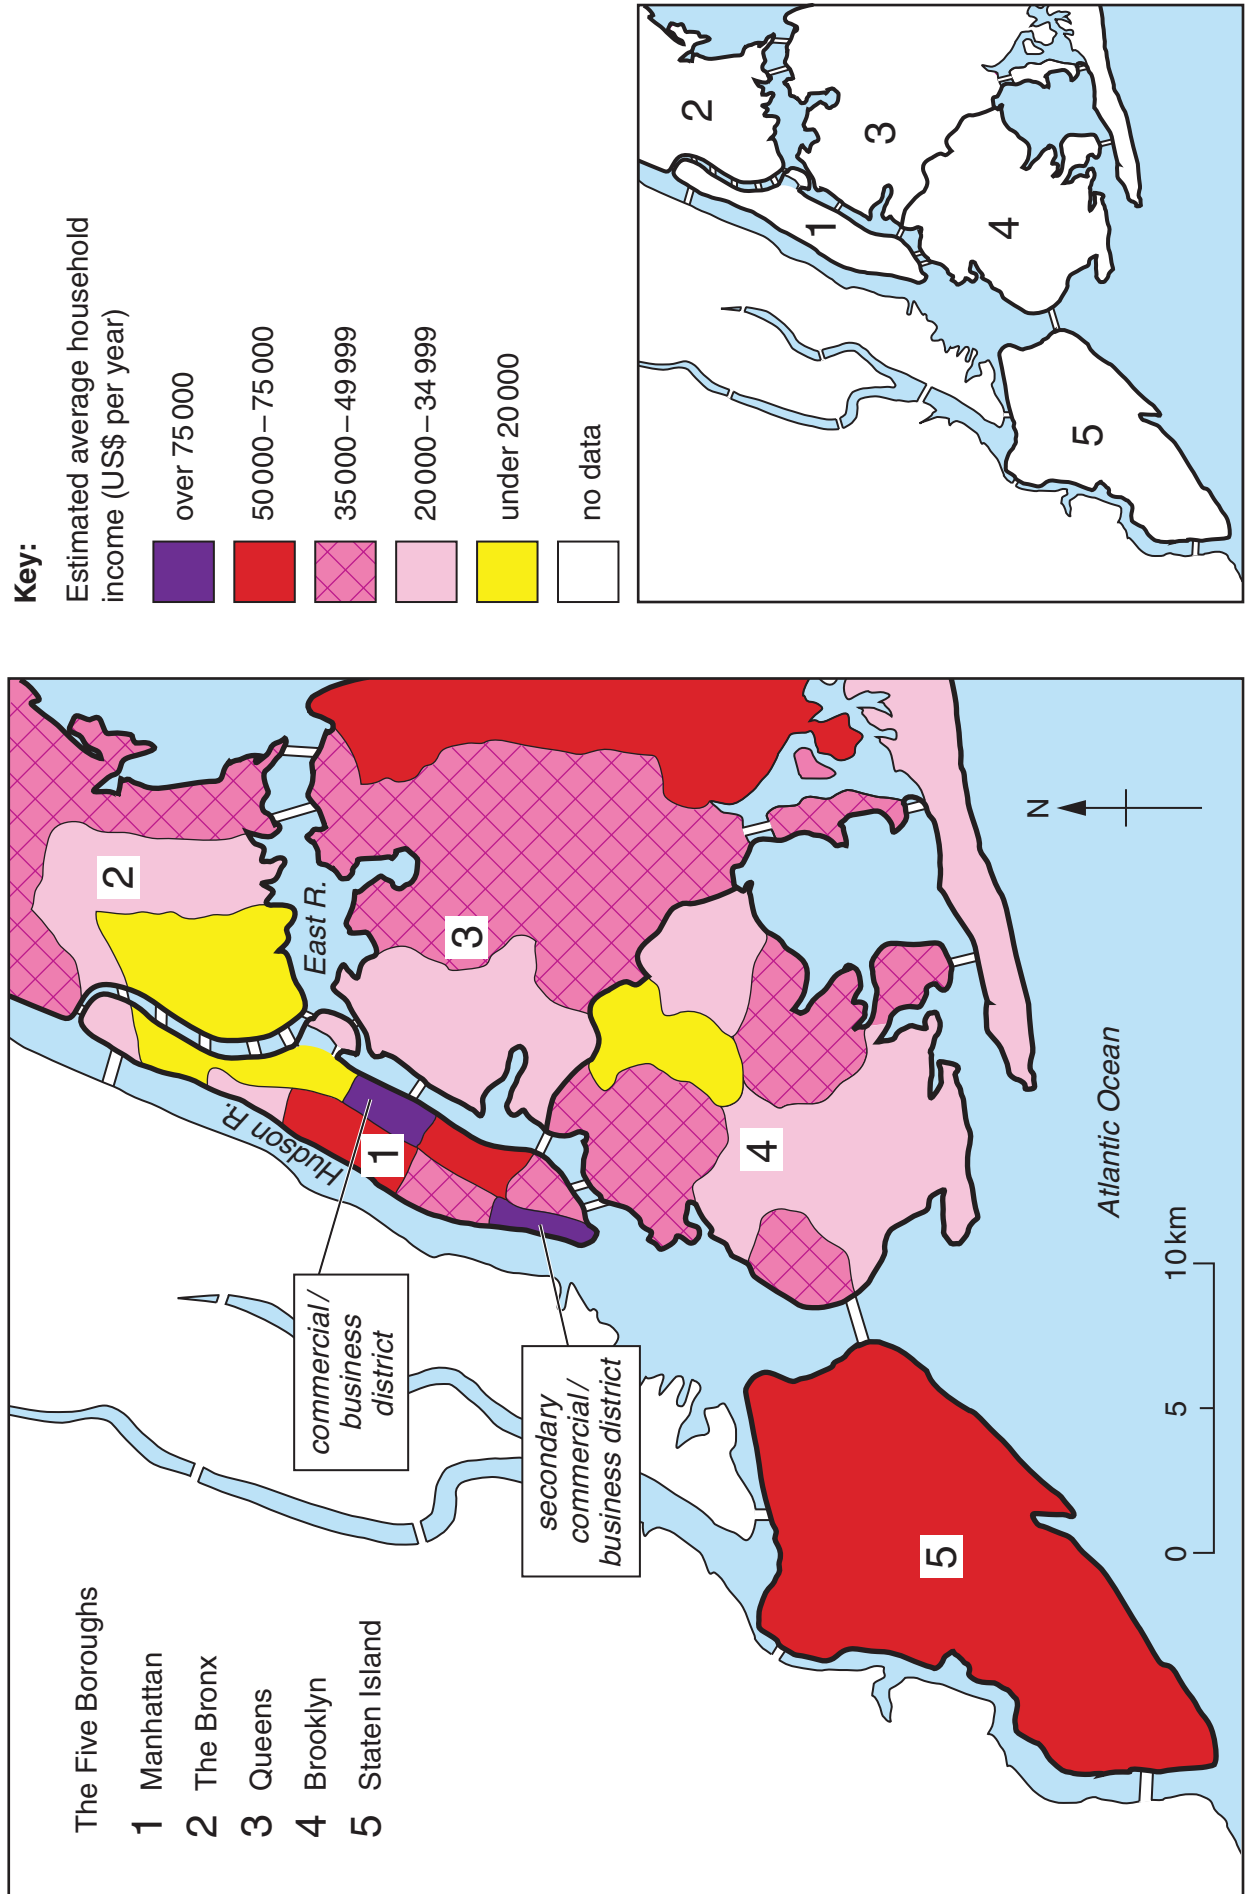 The Five Boroughs
1 Manhattan
2 The Bronx
3 Queens
4 Brooklyn
5 Staten Island
commercial/
business
district
secondary
commercial/
business district
Hudson R.
East R.
1
2
3
4
5
Atlantic Ocean
N
0 5 10 km
Key:
Estimated average household
income (US$ per year)
over 75 000
50 000–75 000
35 000–49 999
20 000–34 999
under 20 000
no data
1
2
3
4
5